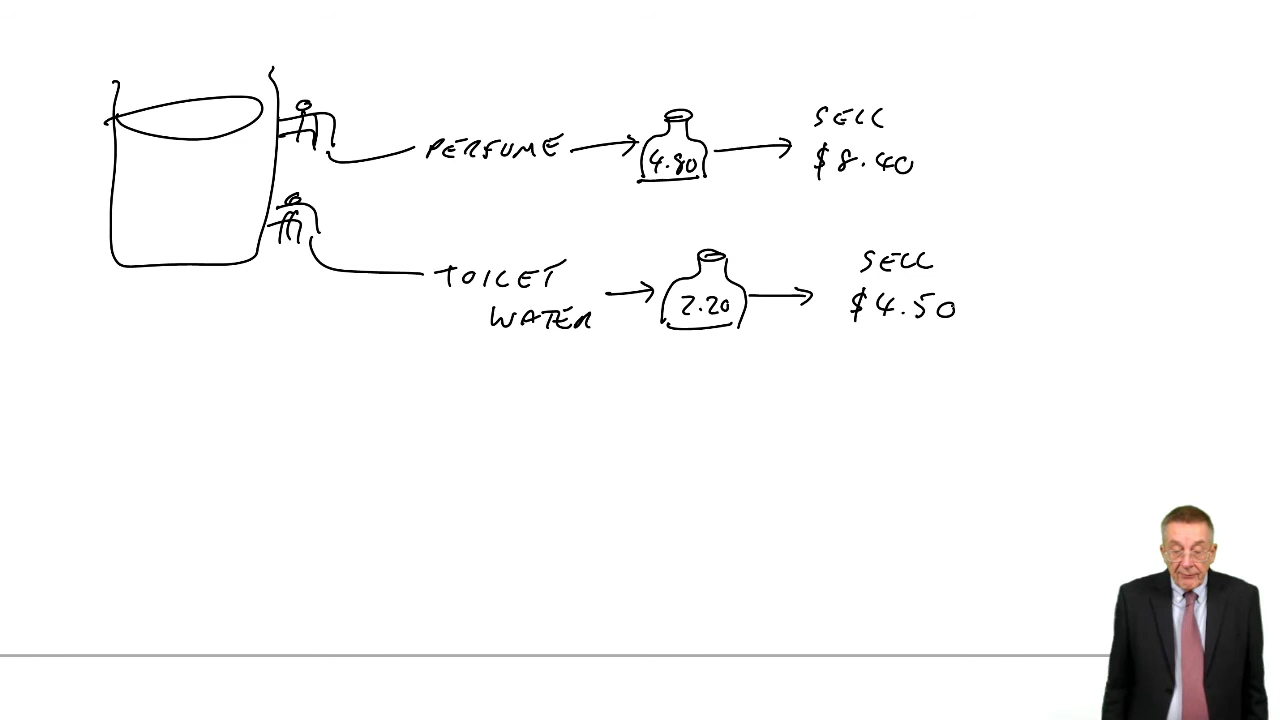 PERFUME
4.80
SELL
$8.40
TOILET
WATER
2.20
SELL
$4.50